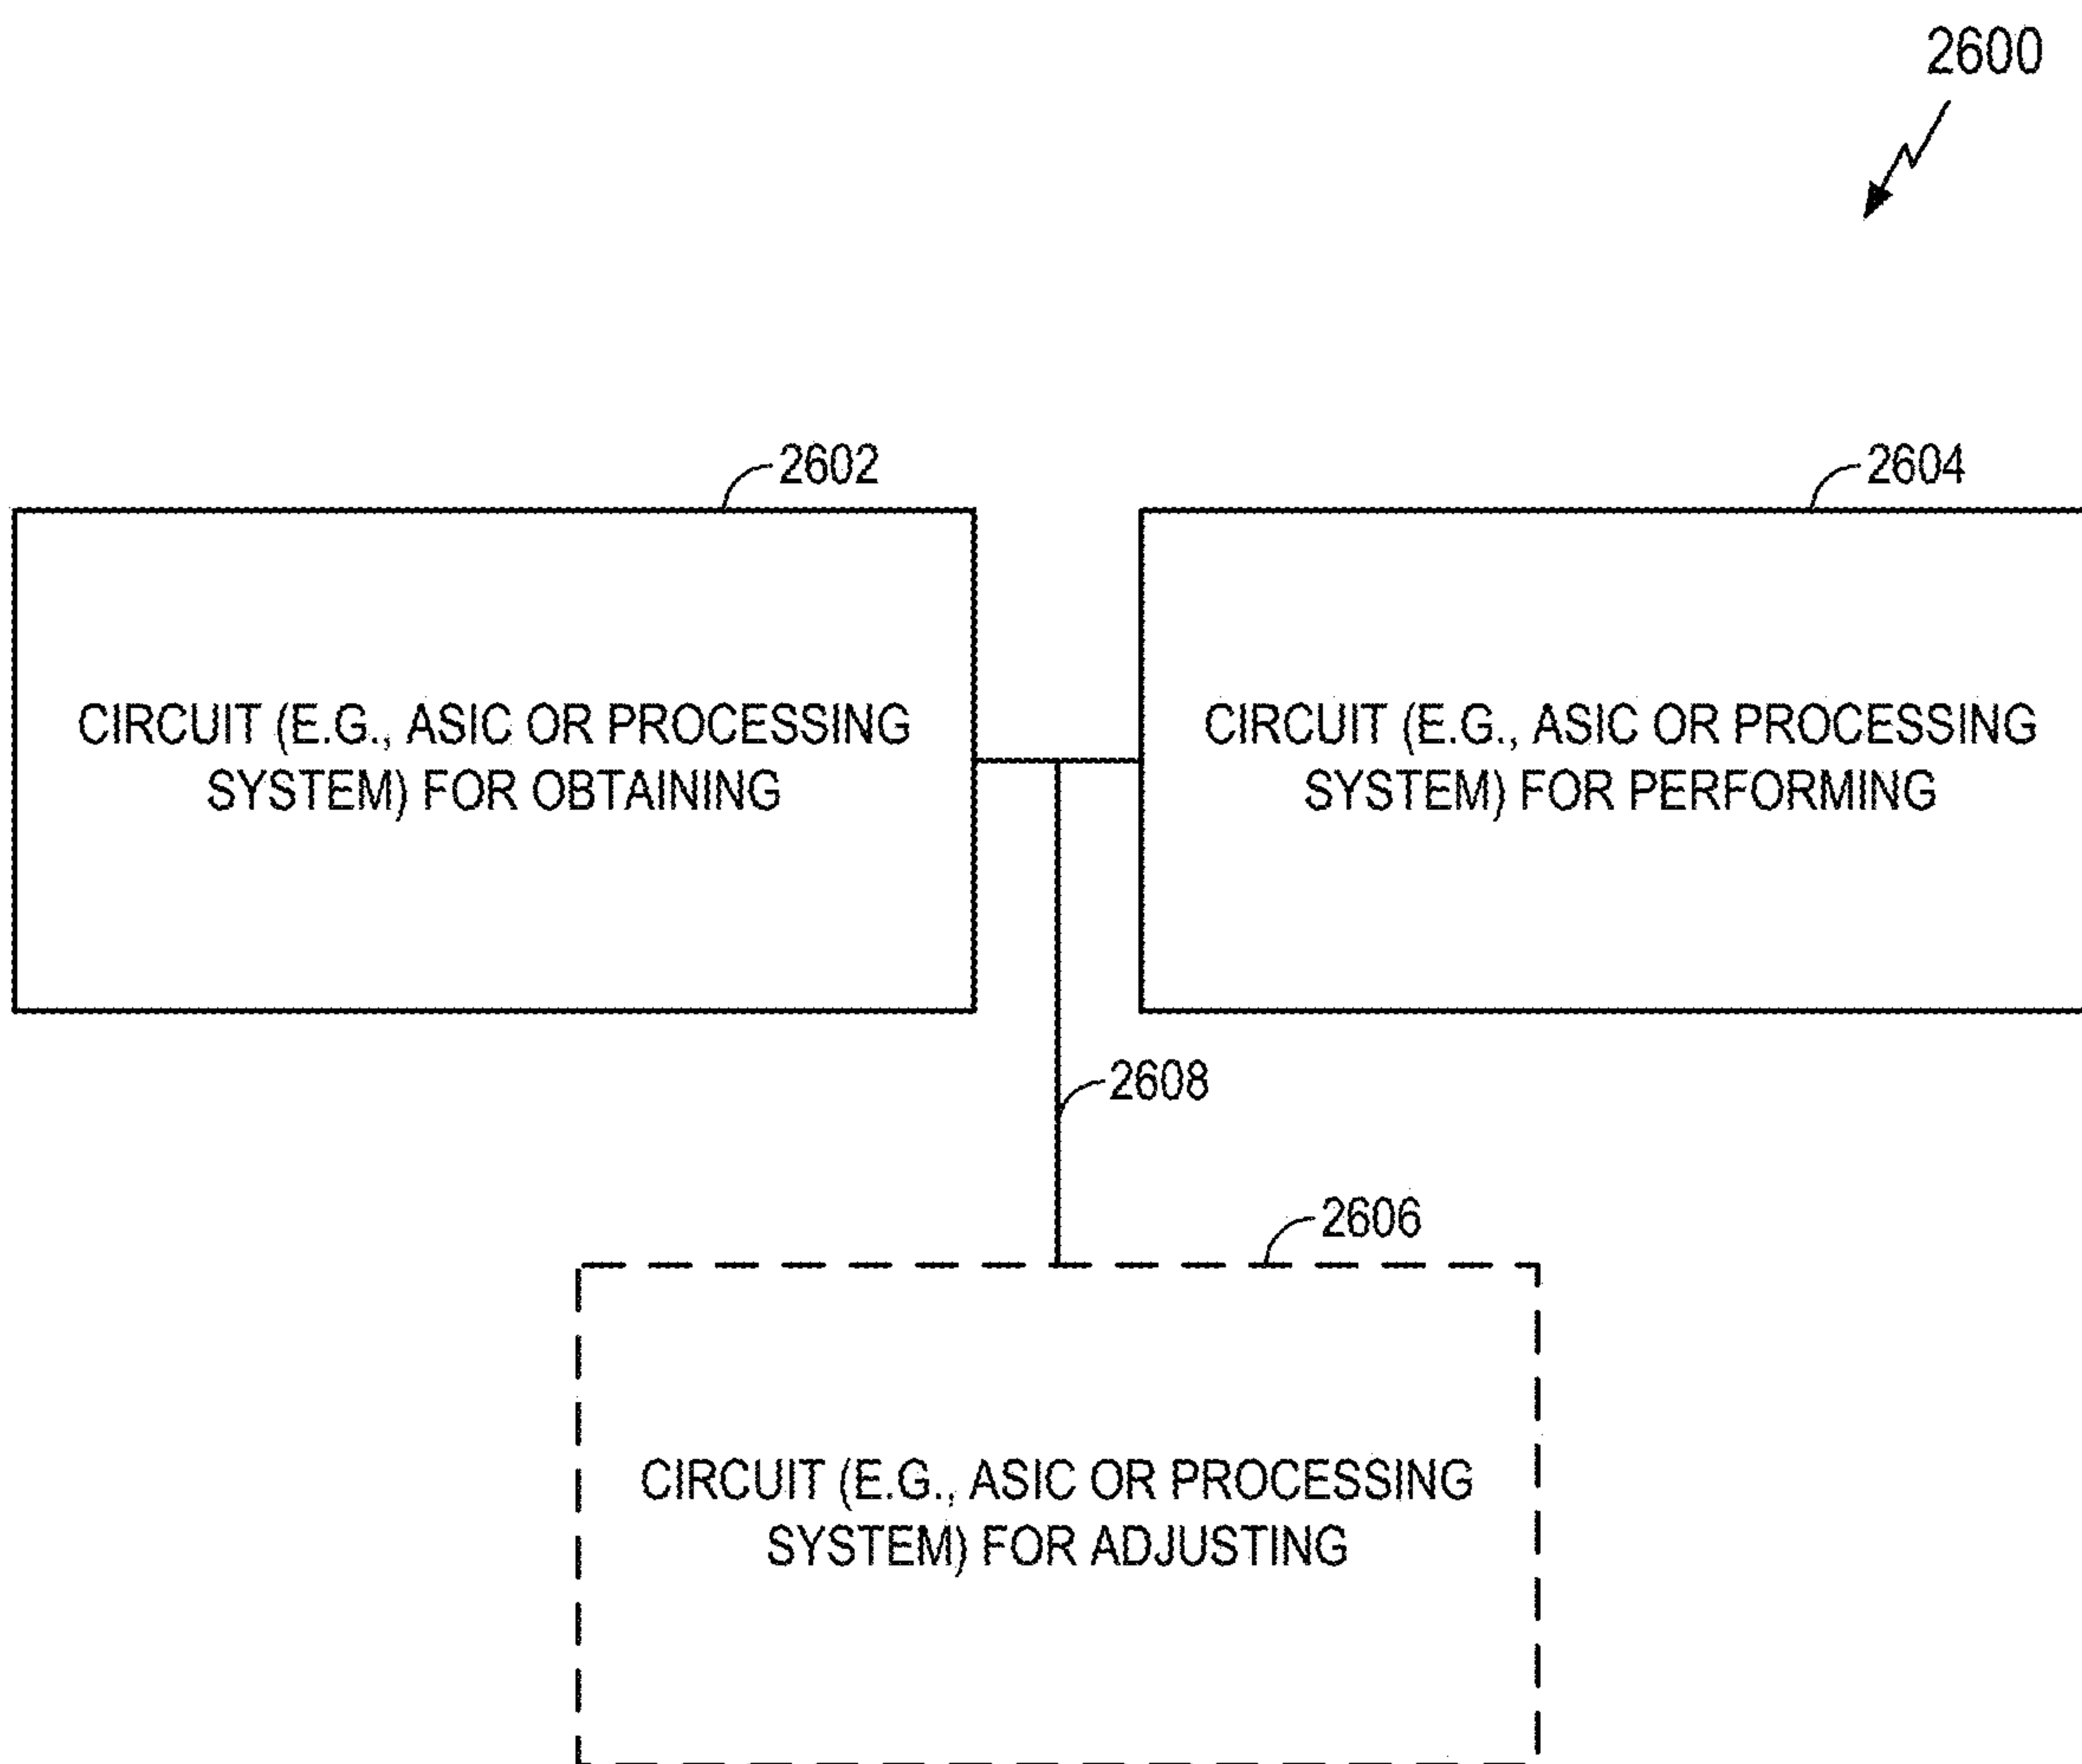 2600
2602
2604
CIRCUIT (E.G., ASIC OR PROCESSING
SYSTEM) FOR OBTAINING
CIRCUIT (E.G., ASIC OR PROCESSING
SYSTEM) FOR PERFORMING
2608
2606
CIRCUIT (E.G., ASIC OR PROCESSING
SYSTEM) FOR ADJUSTING